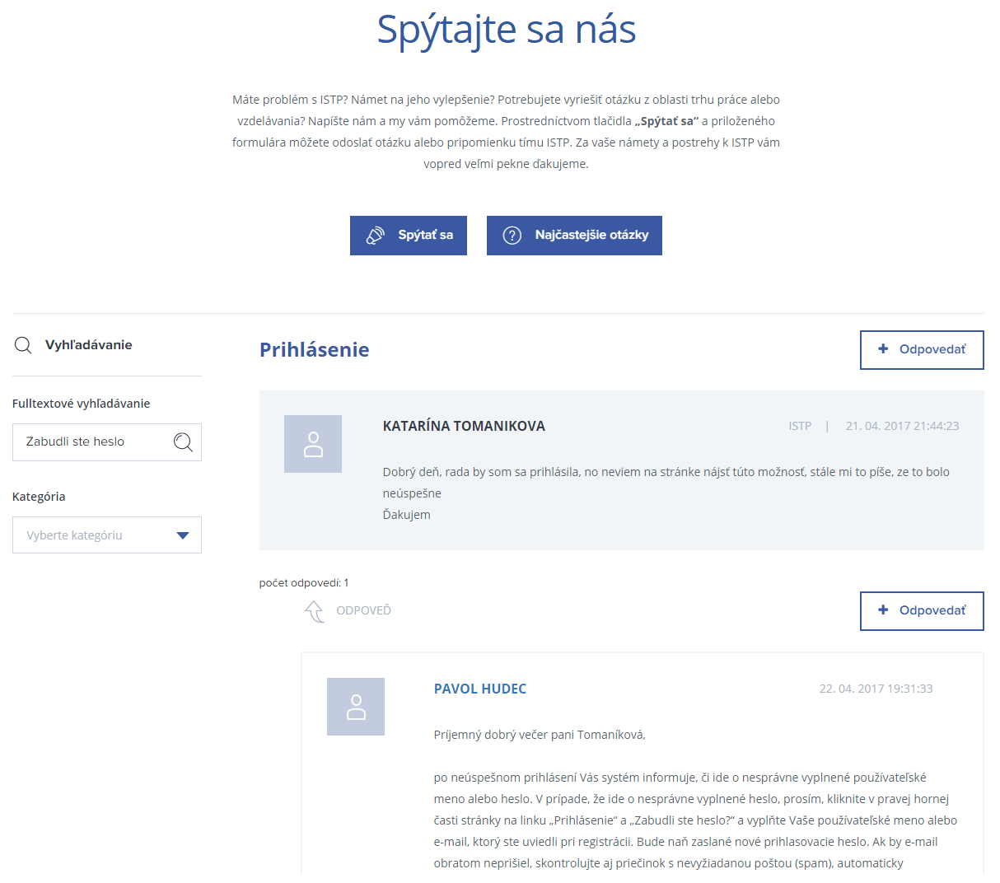 Spýtajte sa nás
Máte problém s ISTP? Námet na jeho vylepšenie? Potrebujete vyriešiť otázku z oblasti trhu práce alebo
vzdelávania? Napíšte nám a my vám pomôžeme. Prostredníctvom tlačidla „Spýtať sa“ a priloženého
formulára môžete odoslať otázku alebo pripomienku tímu ISTP. Za vaše námety a postrehy k ISTP vám
vopred veľmi pekne ďakujeme.
Spýtať sa
Najčastejšie otázky
Vyhľadávanie
Fulltextové vyhľadávanie
Zabudli ste heslo
Kategória
Vyberte kategóriu
Prihlásenie
Odpovedať
KATARÍNA TOMANIKOVA
ISTP | 21. 04. 2017 21:44:23
Dobrý deň, rada by som sa prihlásila, no neviem na stránke nájsť túto možnosť, stále mi to píše, ze to bolo
neúspešne
Ďakujem
počet odpovedí: 1
ODPOVEĎ
Odpovedať
PAVOL HUDEC
22. 04. 2017 19:31:33
Príjemný dobrý večer pani Tomaníková,
po neúspešnom prihlásení Vás systém informuje, či ide o nesprávne vyplnené používateľské
meno alebo heslo. V prípade, že ide o nesprávne vyplnené heslo, prosím, kliknite v pravej hornej
časti stránky na linku „Prihlásenie“ a „Zabudli ste heslo?“ a vyplňte Vaše používateľské meno alebo
e-mail, ktorý ste uviedli pri registrácii. Bude naň zaslané nové prihlasovacie heslo. Ak by e-mail
obratom neprišiel, skontrolujte aj priečinok s nevyžiadanou poštou (spam), automaticky